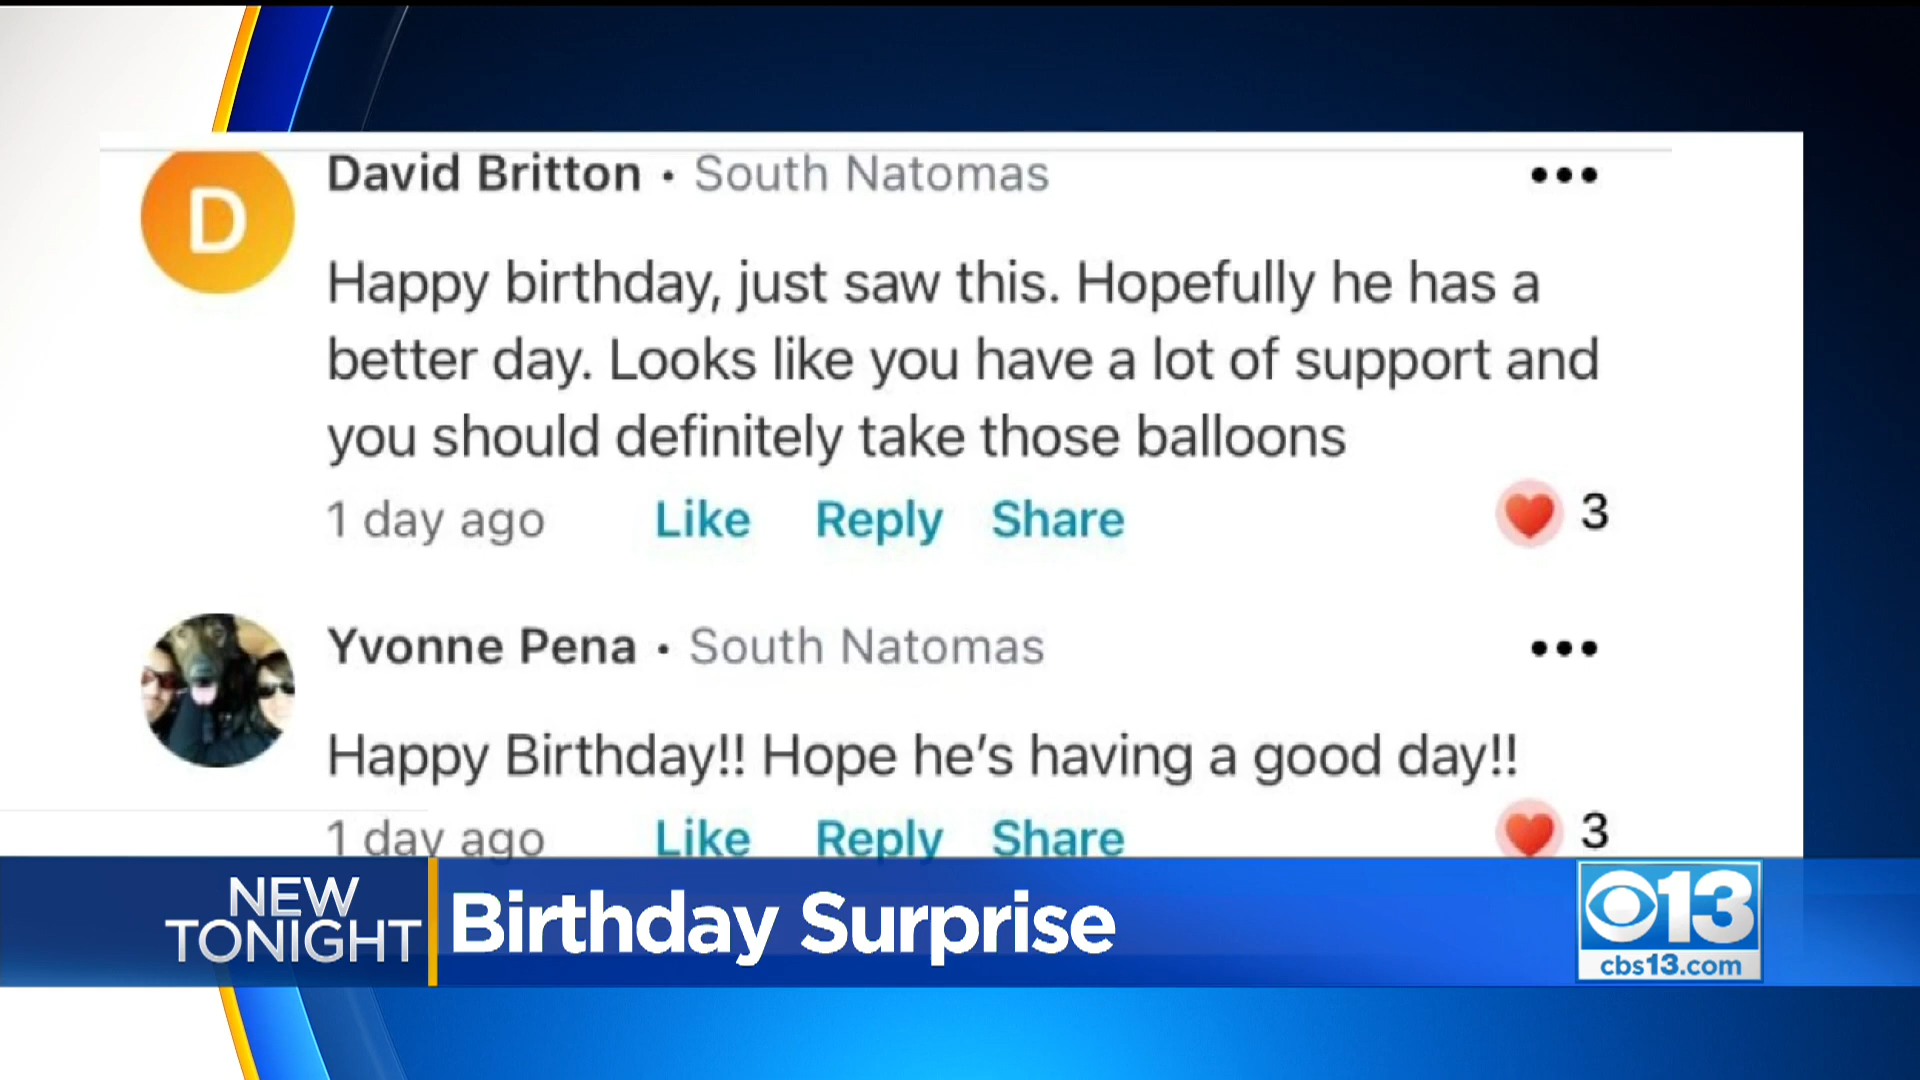 D
David Britton • South Natomas
Happy birthday, just saw this. Hopefully he has a
better day. Looks like you have a lot of support and
you should definitely take those balloons
1 day ago Like Reply Share 3
Yvonne Pena • South Natomas
Happy Birthday!! Hope he's having a good day!!
1 day ago Like Reply Share 3
NEW
TONIGHT
Birthday Surprise
13
cbs13.com